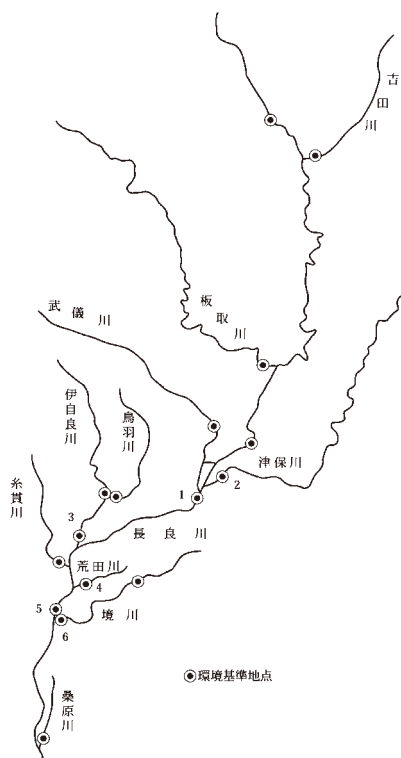 吉田川
板取川
武儀川
伊自良川
鳥羽川
津保川
糸貫川
1
2
長良川
3
荒田川
4
5
境川
6
◉環境基準地点
桑原川